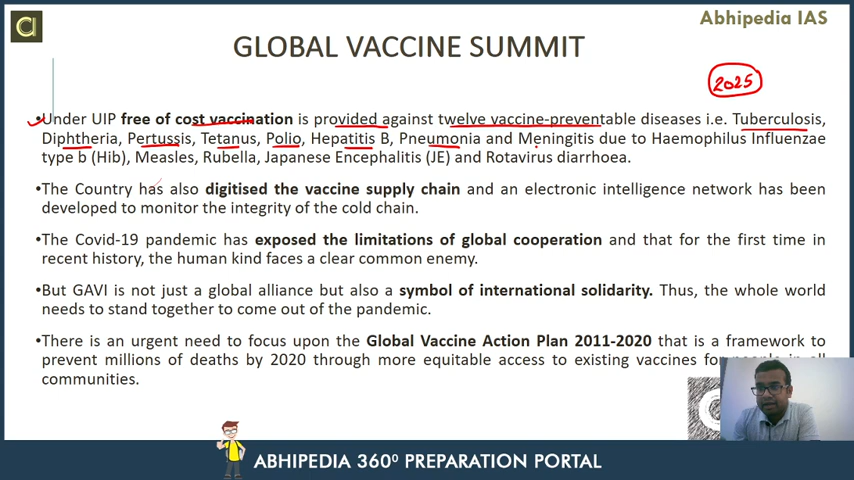 Abhipedia IAS
GLOBAL VACCINE SUMMIT
2025
•Under UIP free of cost vaccination is provided against twelve vaccine-preventable diseases i.e. Tuberculosis,
Diphtheria, Pertussis, Tetanus, Polio, Hepatitis B, Pneumonia and Meningitis due to Haemophilus Influenzae
type b (Hib), Measles, Rubella, Japanese Encephalitis (JE) and Rotavirus diarrhoea.
•The Country has also digitised the vaccine supply chain and an electronic intelligence network has been
developed to monitor the integrity of the cold chain.
•The Covid-19 pandemic has exposed the limitations of global cooperation and that for the first time in
recent history, the human kind faces a clear common enemy.
•But GAVI is not just a global alliance but also a symbol of international solidarity. Thus, the whole world
needs to stand together to come out of the pandemic.
•There is an urgent need to focus upon the Global Vaccine Action Plan 2011-2020 that is a framework to
prevent millions of deaths by 2020 through more equitable access to existing vaccines for people in all
communities.
ABHIPEDIA 360⁰ PREPARATION PORTAL